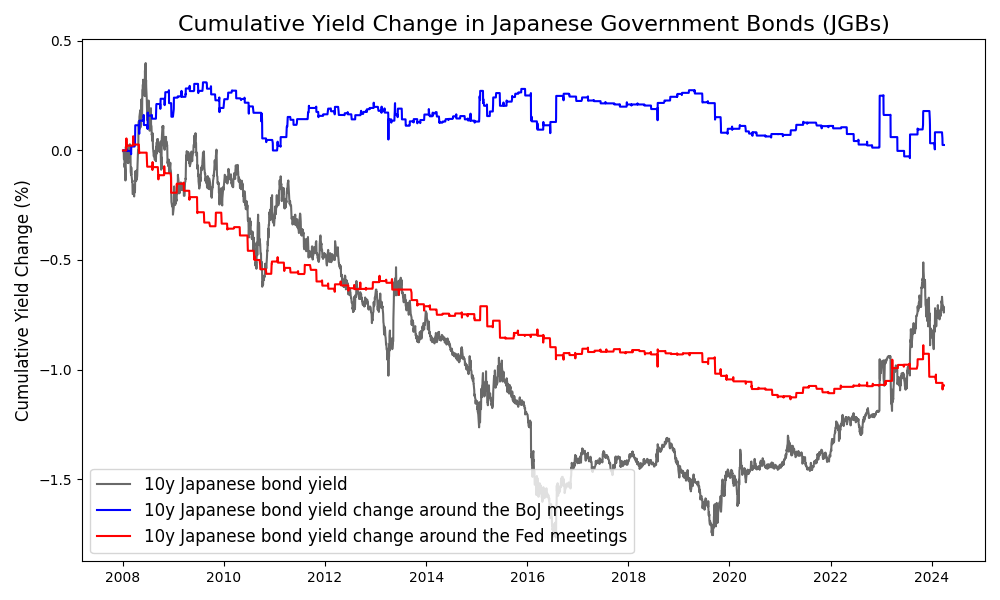 Cumulative Yield Change in Japanese Government Bonds (JGBs)
Cumulative Yield Change (%)
0.5
0.0
−0.5
−1.0
−1.5
10y Japanese bond yield
10y Japanese bond yield change around the BoJ meetings
10y Japanese bond yield change around the Fed meetings
2008 2010 2012 2014 2016 2018 2020 2022 2024